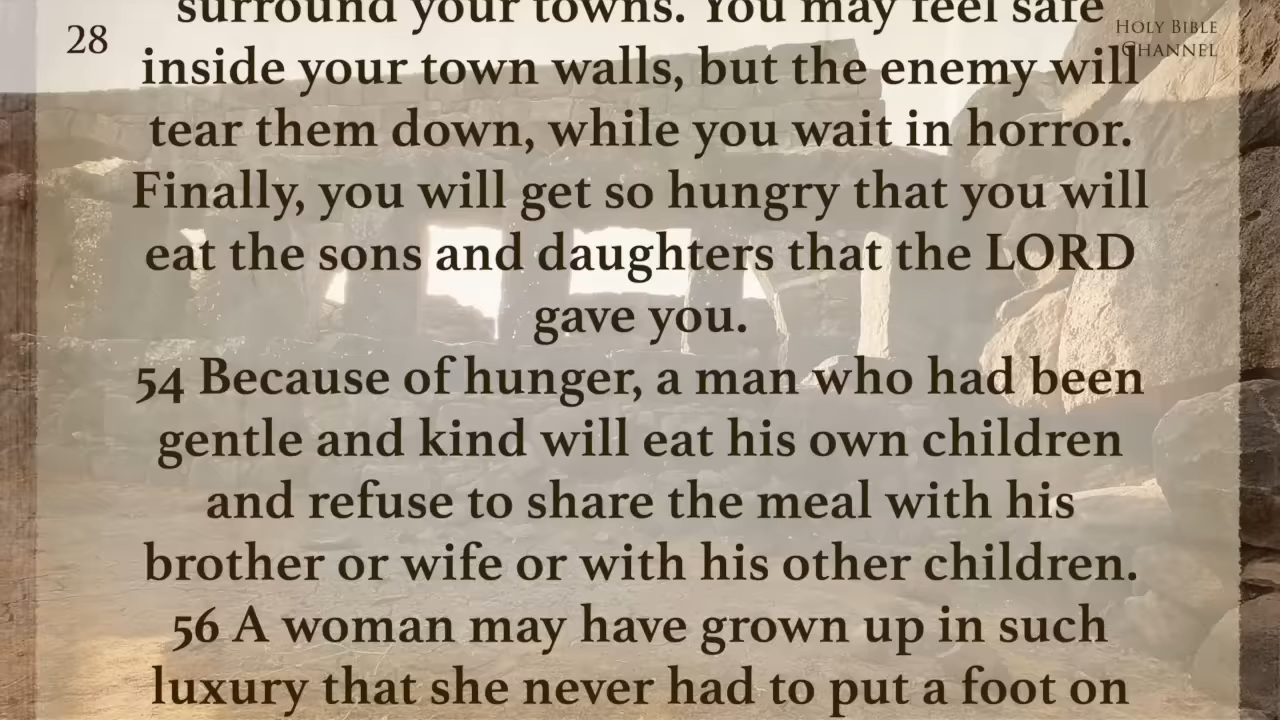 surround your towns. You may feel safe
28
HOLY BIBLE
CHANNEL
inside your town walls, but the enemy will
tear them down, while you wait in horror.
Finally, you will get so hungry that you will
eat the sons and daughters that the LORD
gave you.
54 Because of hunger, a man who had been
gentle and kind will eat his own children
and refuse to share the meal with his
brother or wife or with his other children.
56 A woman may have grown up in such
luxury that she never had to put a foot on